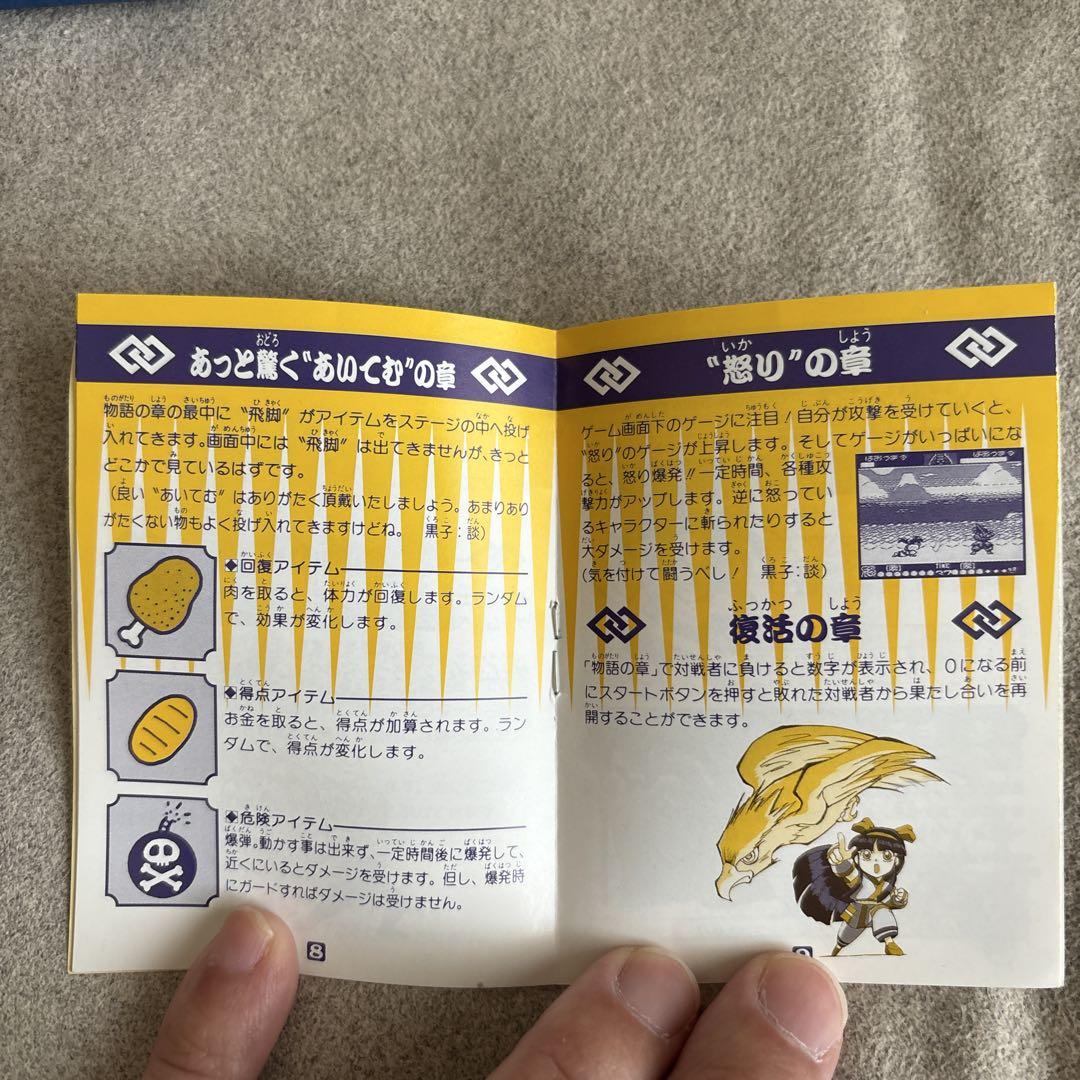 あっと驚く"あいてむ"の章
物語の章の最中に "飛脚" がアイテムをステージの中へ投げ
入れてきます。画面中には "飛脚" は出てきませんが、きっと
どこかで見ているはずです。
(良い "あいてむ" はありがたく頂戴いたしましょう。あまりあり
がたくない物もよく投げ入れてきますけどね。 黒子:談)
◆回復アイテム
肉を取ると、体力が回復します。ランダム
で、効果が変化します。
◆得点アイテム
お金を取ると、得点が加算されます。ラン
ダムで、得点が変化します。
◆危険アイテム
爆弾。動かす事は出来ず、一定時間後に爆発して、
近くにいるとダメージを受けます。但し、爆発時
にガードすればダメージは受けません。
8
"怒り"の章
ゲーム画面下のゲージに注目!自分が攻撃を受けていくと、
"怒り"のゲージが上昇します。そしてゲージがいっぱいにな
ると、怒り爆発!!一定時間、各種攻
撃力がアップします。逆に怒ってい
るキャラクターに斬られたりすると
大ダメージを受けます。
(気を付けて闘うべし! 黒子:談)
TIME
復活の章
「物語の章」で対戦者に負けると数字が表示され、0になる前
にスタートボタンを押すと敗れた対戦者から果たし合いを再
開することができます。